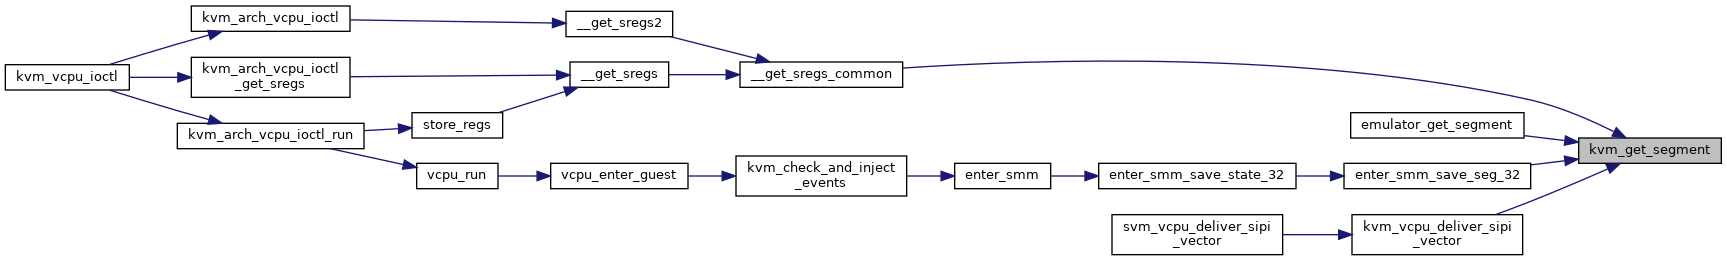 kvm_arch_vcpu_ioctl
__get_sregs2
kvm_vcpu_ioctl
kvm_arch_vcpu_ioctl
_get_sregs
__get_sregs
__get_sregs_common
store_regs
kvm_arch_vcpu_ioctl_run
emulator_get_segment
kvm_get_segment
vcpu_run
vcpu_enter_guest
kvm_check_and_inject
_events
enter_smm
enter_smm_save_state_32
enter_smm_save_seg_32
svm_vcpu_deliver_sipi
_vector
kvm_vcpu_deliver_sipi
_vector